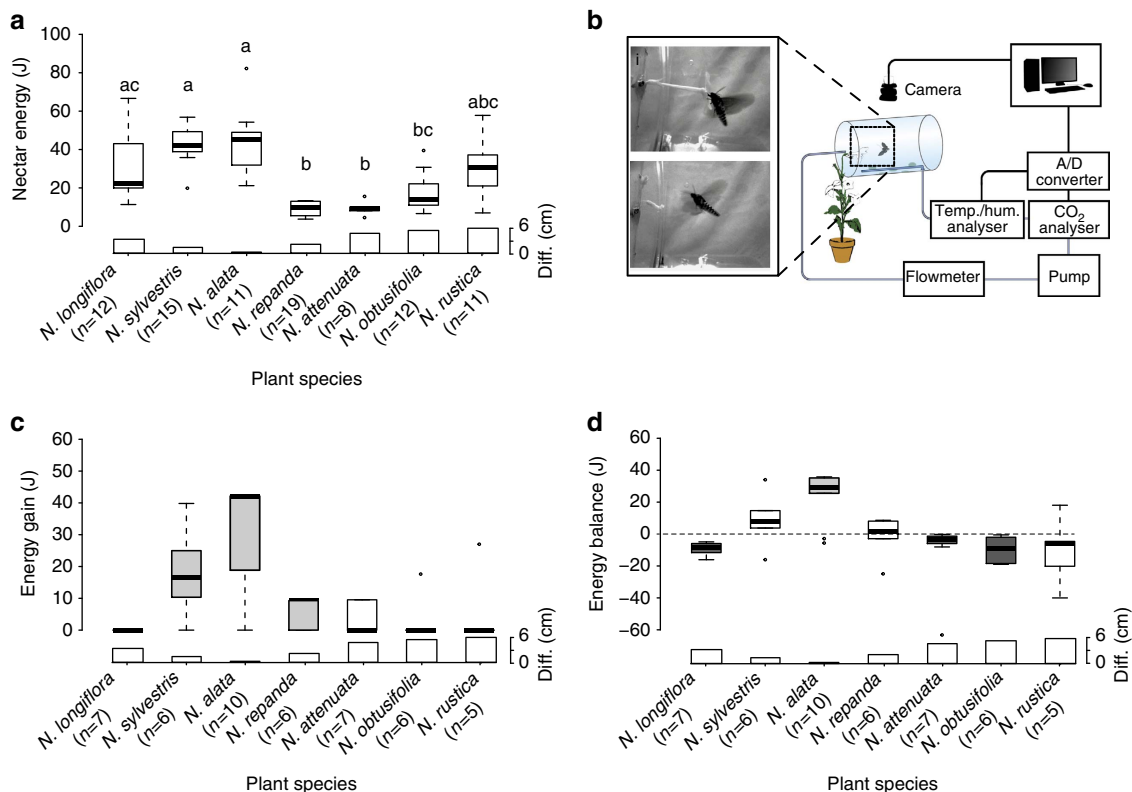 a
Nectar energy (J)
100
80
60
40
20
0
ac
a
a
b
b
bc
abc
6
0
Diff. (cm)
N. longiflora
(n=12)
N. sylvestris
(n=15)
N. alata
(n=11)
N. repanda
(n=19)
N. attenuata
(n=8)
N. obtusifolia
(n=12)
N. rustica
(n=11)
Plant species
b
i
Camera
A/D
converter
Temp./hum.
analyser
CO2
analyser
Flowmeter
Pump
c
Energy gain (J)
60
50
40
30
20
10
0
6
0
Diff. (cm)
N. longiflora
(n=7)
N. sylvestris
(n=6)
N. alata
(n=10)
N. repanda
(n=6)
N. attenuata
(n=7)
N. obtusifolia
(n=6)
N. rustica
(n=5)
Plant species
d
Energy balance (J)
60
40
20
0
−20
−40
−60
6
0
Diff. (cm)
N. longiflora
(n=7)
N. sylvestris
(n=6)
N. alata
(n=10)
N. repanda
(n=6)
N. attenuata
(n=7)
N. obtusifolia
(n=6)
N. rustica
(n=5)
Plant species